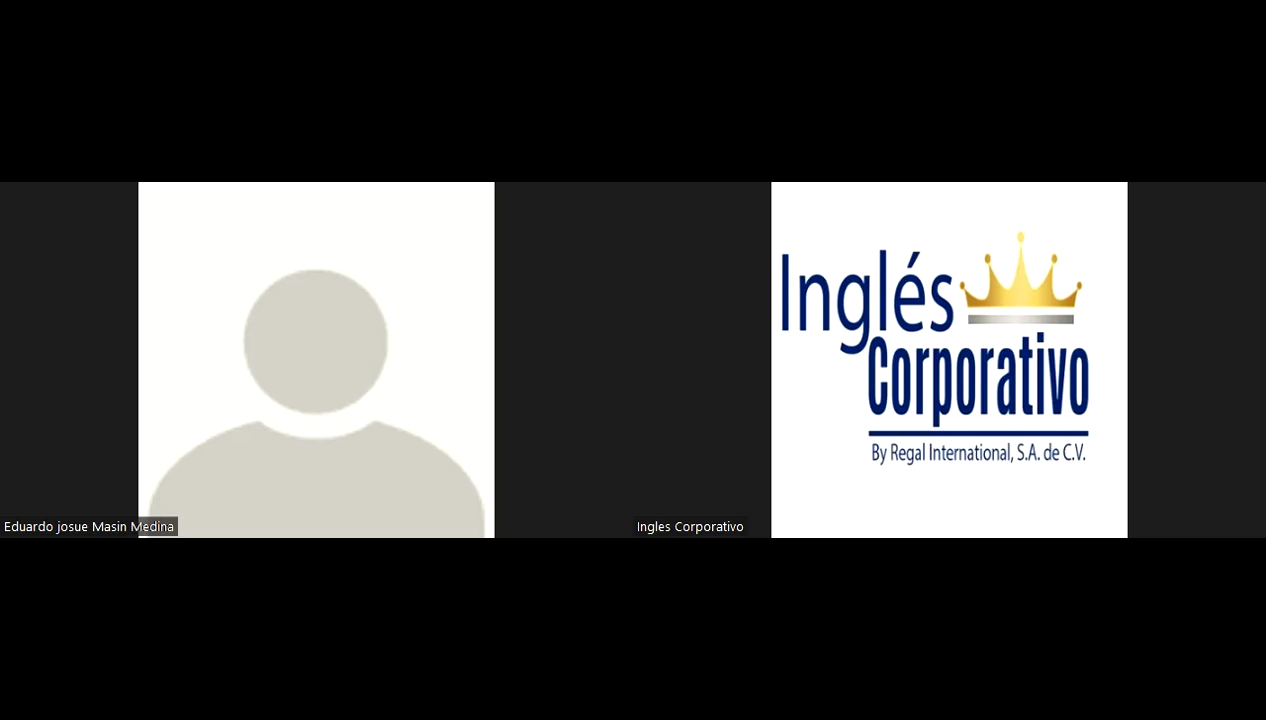 Inglés
Corporativo
By Regal International, S.A. de C.V.
Eduardo josue Masin Medina
Ingles Corporativo